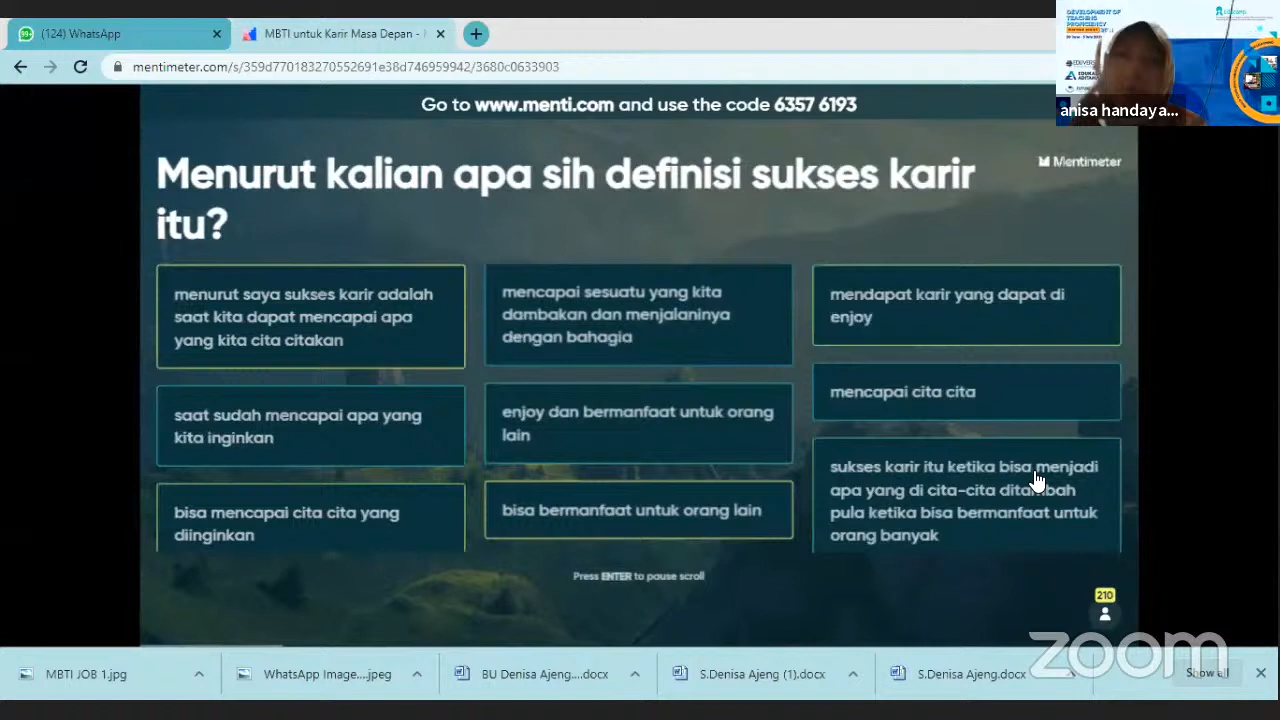 (124) WhatsApp
MBTI untuk Karir Masa Depan -
mentimeter.com/s/359d770183270552691e38d746959942/3680c0633903
Go to www.menti.com and use the code 6357 6193
Mentimeter
Menurut kalian apa sih definisi sukses karir
itu?
menurut saya sukses karir adalah
saat kita dapat mencapai apa
yang kita cita citakan
saat sudah mencapai apa yang
kita inginkan
bisa mencapai cita cita yang
diinginkan
mencapai sesuatu yang kita
dambakan dan menjalaninya
dengan bahagia
enjoy dan bermanfaat untuk orang
lain
bisa bermanfaat untuk orang lain
mendapat karir yang dapat di
enjoy
mencapai cita cita
sukses karir itu ketika bisa menjadi
apa yang di cita-cita ditambah
pula ketika bisa bermanfaat untuk
orang banyak
Press ENTER to pause scroll
210
DEVELOPMENT OF
TEACHING
PROFICIENCY
anisa handaya...
zoom
MBTI JOB 1.jpg
WhatsApp Image....jpeg
BU Denisa Ajeng....docx
S.Denisa Ajeng (1).docx
S.Denisa Ajeng.docx
Show all